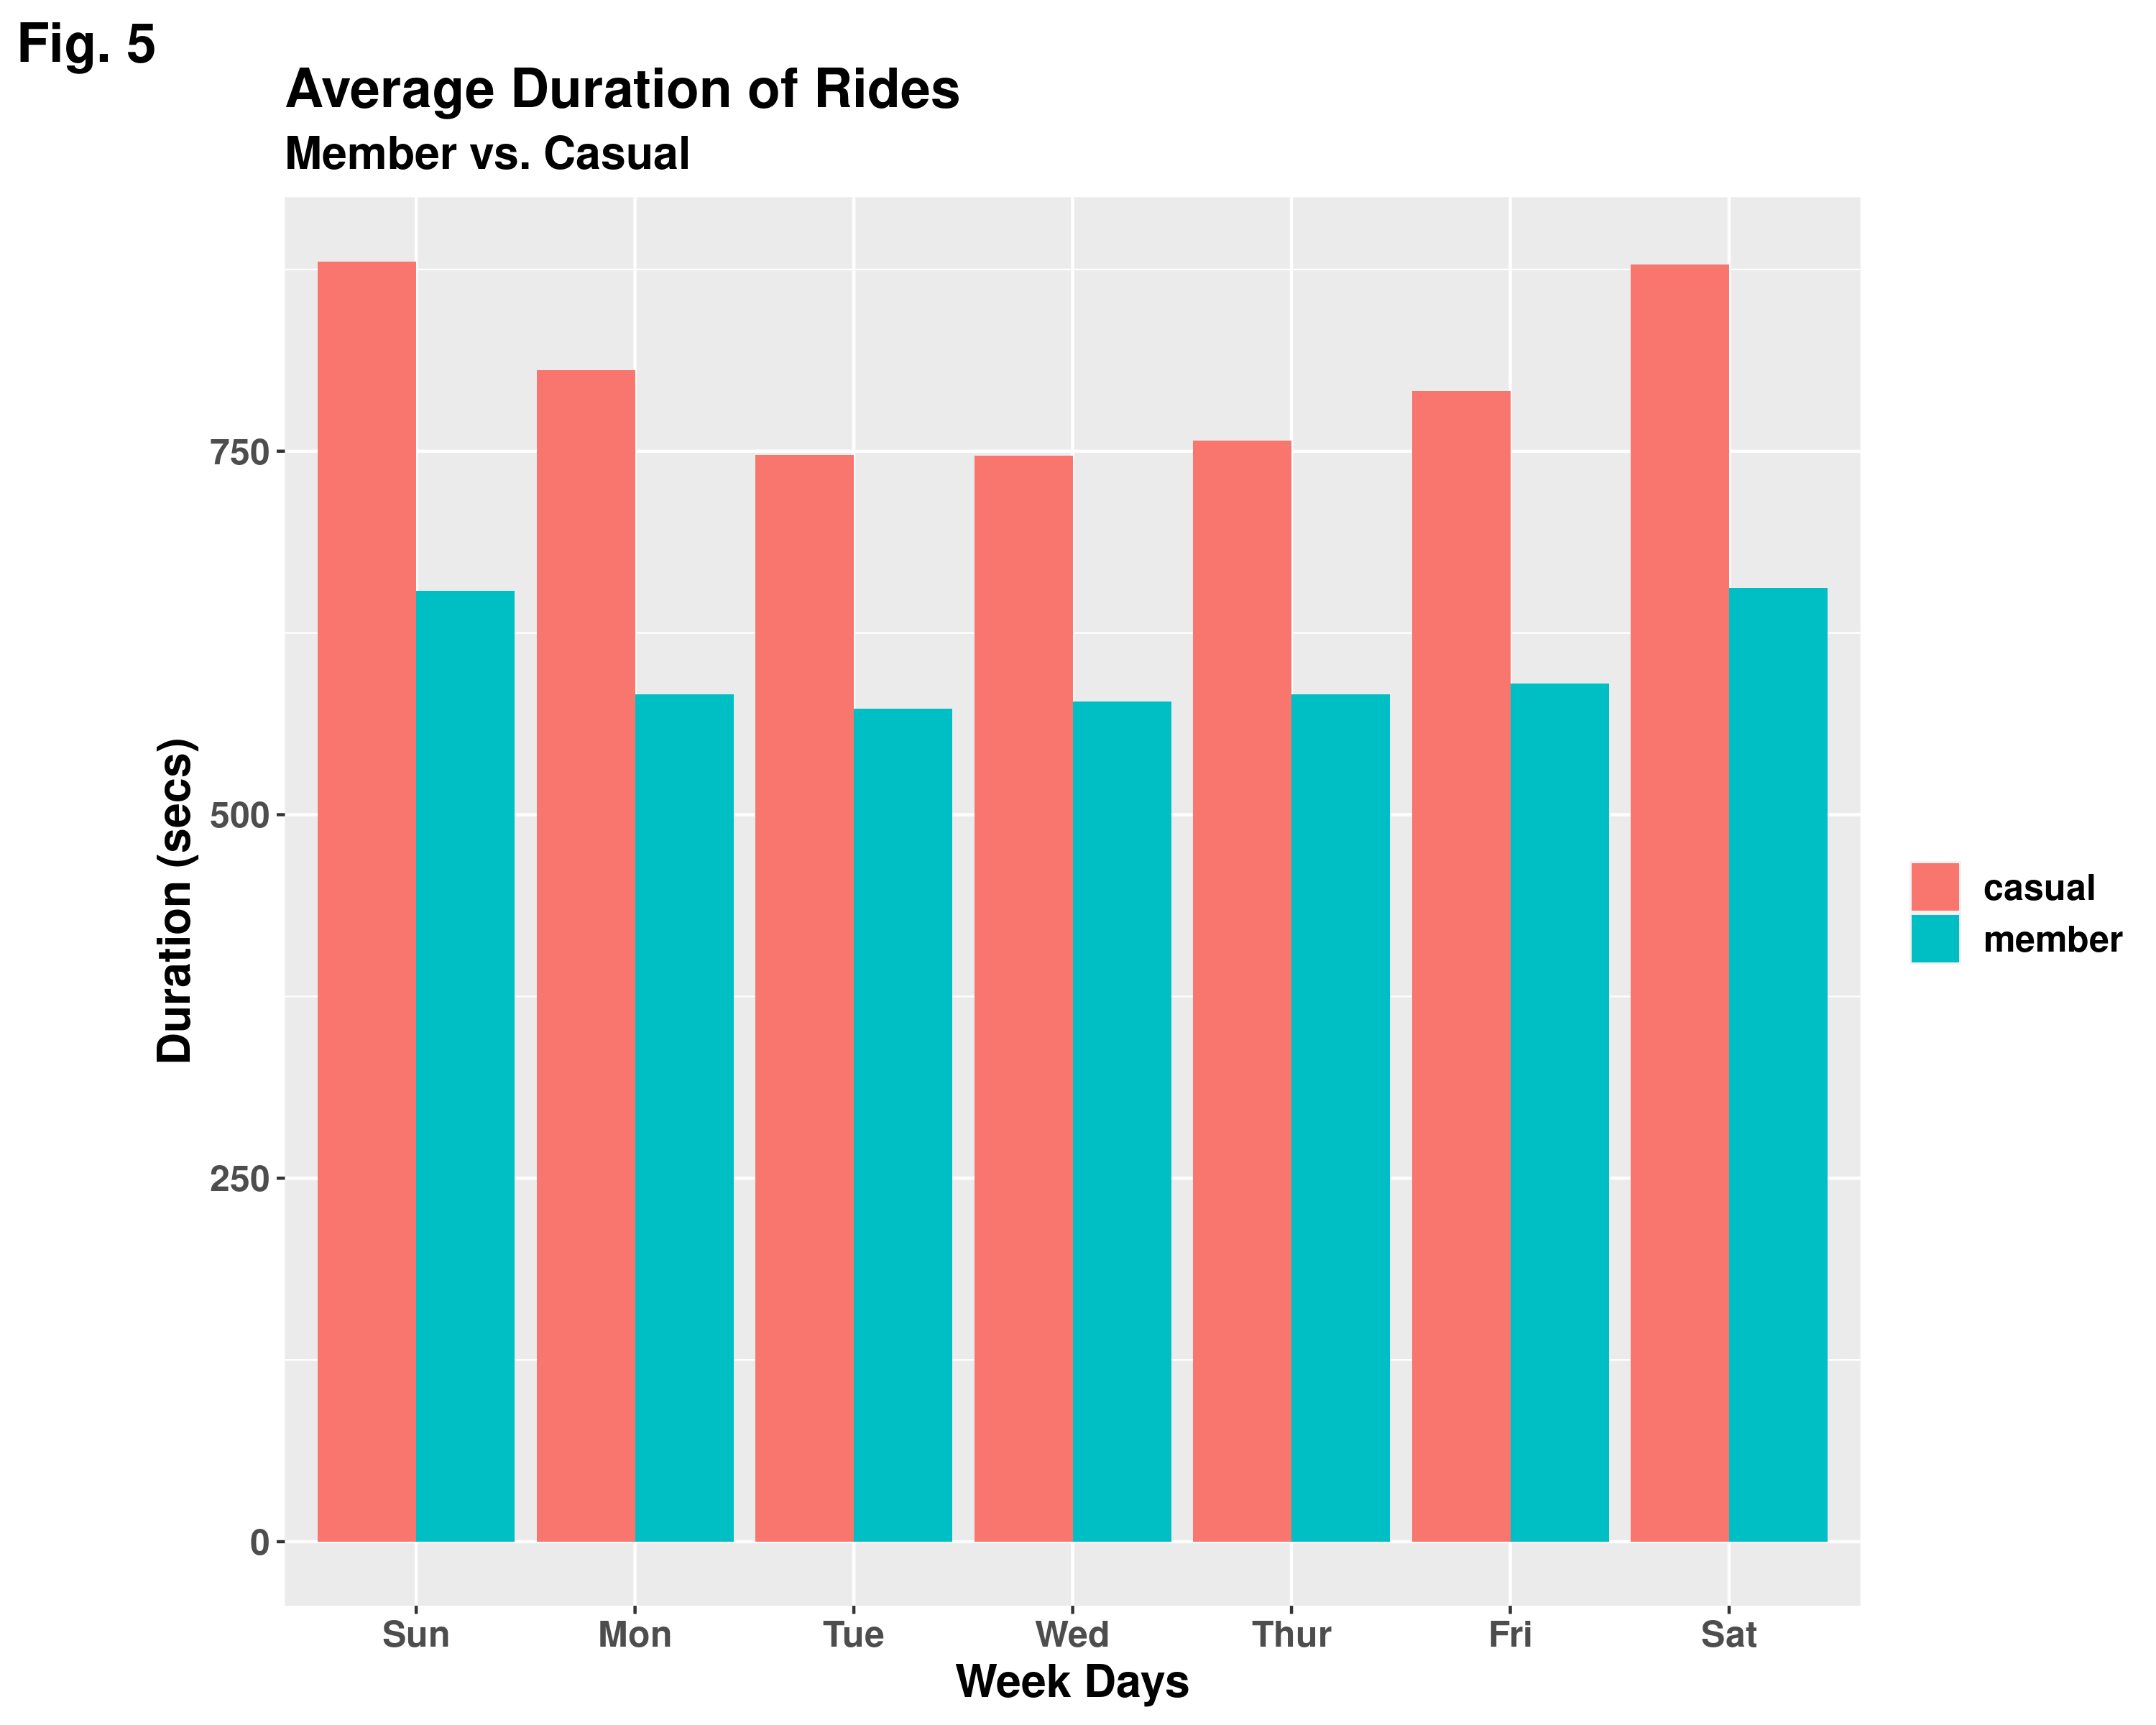 Fig. 5
Average Duration of Rides
Member vs. Casual
Duration (secs)
750
500
250
0
casual
member
Sun Mon Tue Wed Thur Fri Sat
Week Days